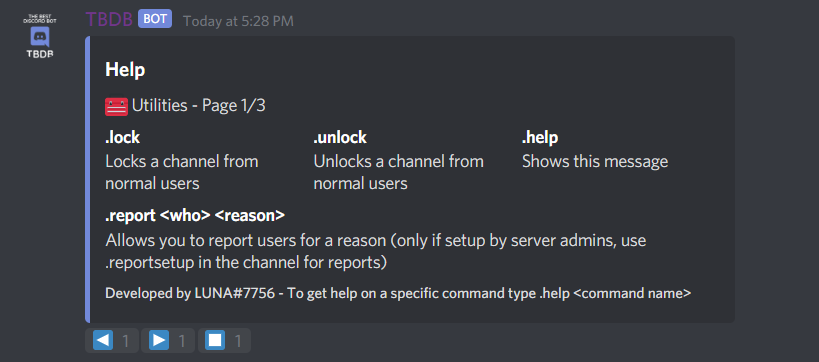 THE BEST
DISCORD BOT
TBDB
TBDB BOT Today at 5:28 PM
Help
Utilities - Page 1/3
.lock .unlock .help
Locks a channel from Unlocks a channel from Shows this message
normal users normal users
.report <who> <reason>
Allows you to report users for a reason (only if setup by server admins, use
.reportsetup in the channel for reports)
Developed by LUNA#7756 - To get help on a specific command type .help <command name>
1 1 1